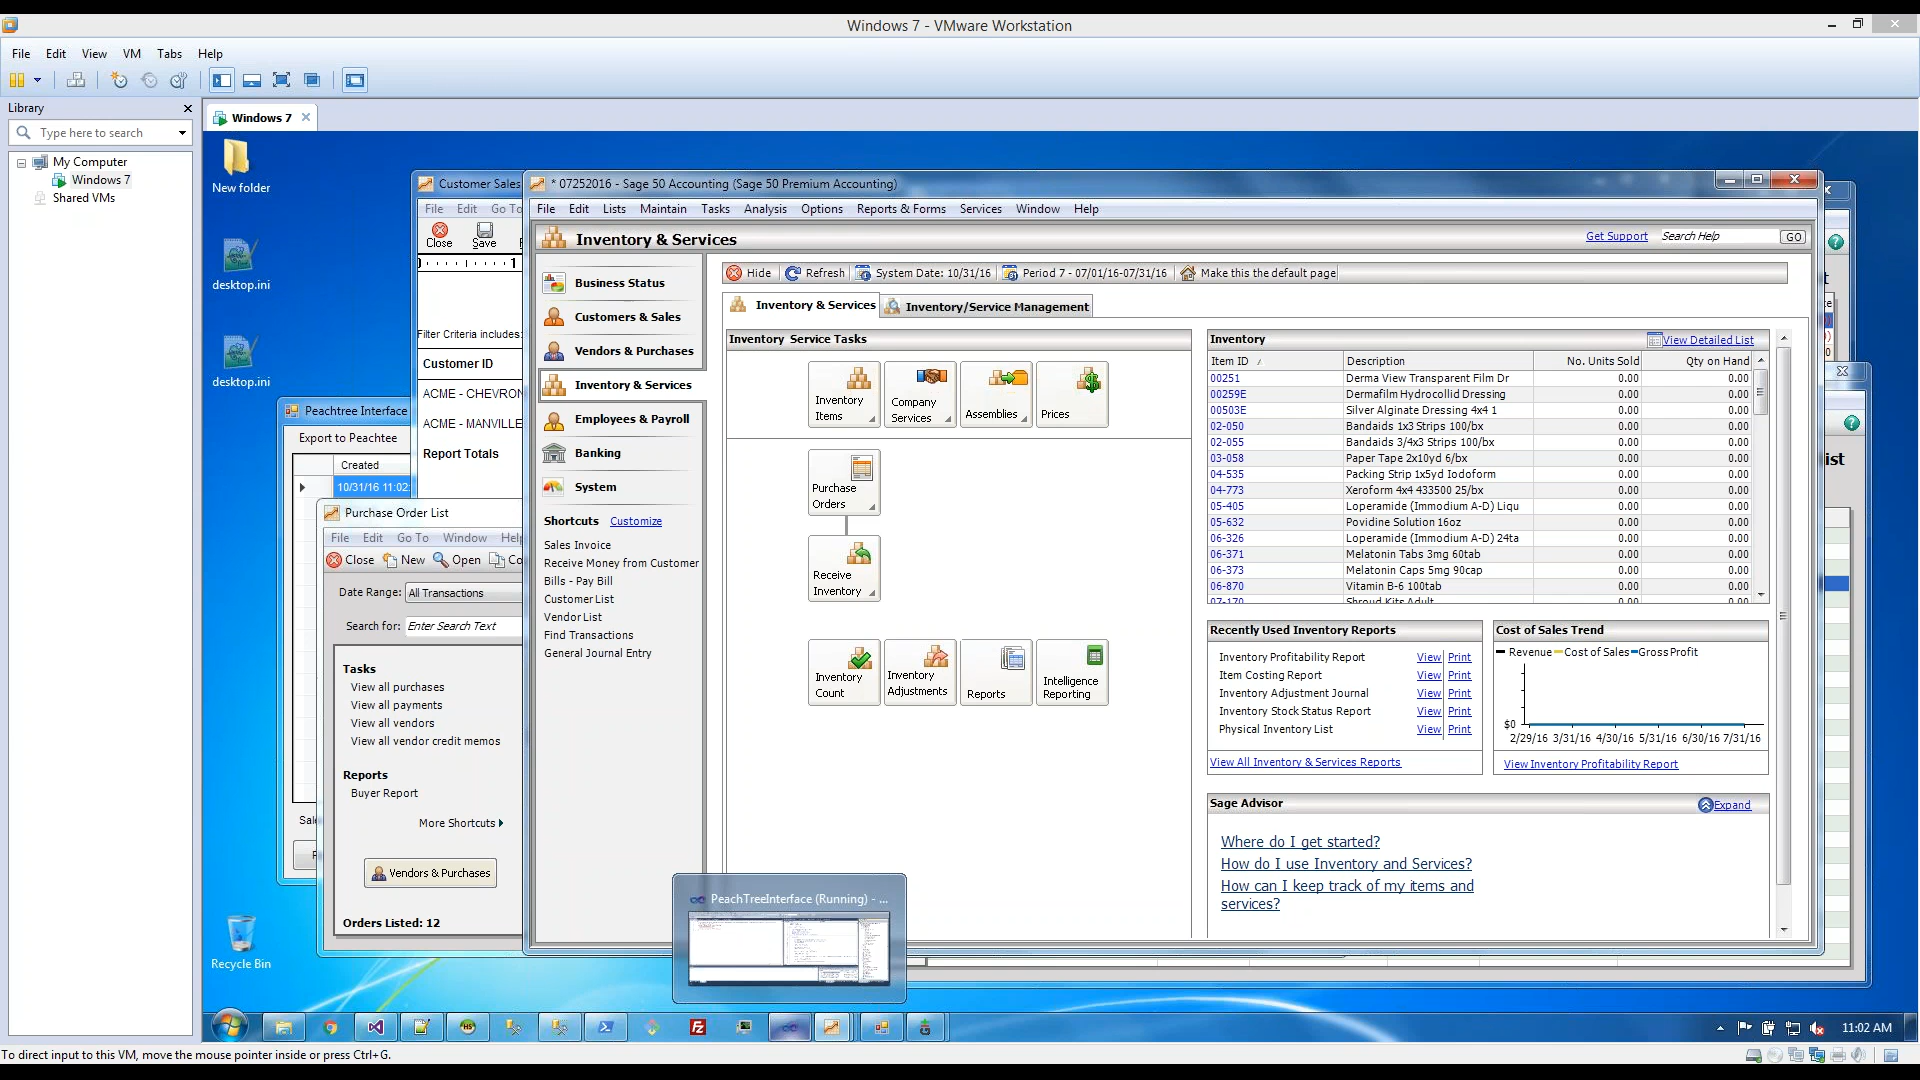 Windows 7 - VMware Workstation
File Edit View VM Tabs Help
Library
Windows 7
Type here to search
My Computer
Windows 7
Shared VMs
New folder
desktop.ini
desktop.ini
Recycle Bin
Customer Sales
File Edit Go To
Close Save
1
Filter Criteria includes:
Customer ID
ACME - CHEVRON
ACME - MANVILLE
Report Totals
Peachtree Interface
Export to Peachtee
Created
10/31/16 11:02:
Purchase Order List
File Edit Go To Window Help
Close New Open Co
Date Range: All Transactions
Search for: Enter Search Text
Tasks
View all purchases
View all payments
View all vendors
View all vendor credit memos
Reports
Buyer Report
More Shortcuts
Vendors & Purchases
Orders Listed: 12
* 07252016 - Sage 50 Accounting (Sage 50 Premium Accounting)
File Edit Lists Maintain Tasks Analysis Options Reports & Forms Services Window Help
Inventory & Services
Get Support Search Help GO
Business Status
Customers & Sales
Vendors & Purchases
Inventory & Services
Employees & Payroll
Banking
System
Shortcuts Customize
Sales Invoice
Receive Money from Customer
Bills - Pay Bill
Customer List
Vendor List
Find Transactions
General Journal Entry
Hide Refresh System Date: 10/31/16 Period 7 - 07/01/16-07/31/16 Make this the default page
Inventory & Services Inventory/Service Management
Inventory Service Tasks
Inventory Items
Company Services
Assemblies
Prices
Purchase Orders
Receive Inventory
Inventory Count
Inventory Adjustments
Reports
Intelligence Reporting
Inventory View Detailed List
Item ID Description No. Units Sold Qty on Hand
00251 Derma View Transparent Film Dr 0.00 0.00
00259E Dermafilm Hydrocollid Dressing 0.00 0.00
00503E Silver Alginate Dressing 4x4 1 0.00 0.00
02-050 Bandaids 1x3 Strips 100/bx 0.00 0.00
02-055 Bandaids 3/4x3 Strips 100/bx 0.00 0.00
03-058 Paper Tape 2x10yd 6/bx 0.00 0.00
04-535 Packing Strip 1x5yd Iodoform 0.00 0.00
04-773 Xeroform 4x4 433500 25/bx 0.00 0.00
05-405 Loperamide (Immodium A-D) Liqu 0.00 0.00
05-632 Povidine Solution 16oz 0.00 0.00
06-326 Loperamide (Immodium A-D) 24ta 0.00 0.00
06-371 Melatonin Tabs 3mg 60tab 0.00 0.00
06-373 Melatonin Caps 5mg 90cap 0.00 0.00
06-870 Vitamin B-6 100tab 0.00 0.00
07-170 Shroud Kits Adult 0.00 0.00
Recently Used Inventory Reports
Inventory Profitability Report View Print
Item Costing Report View Print
Inventory Adjustment Journal View Print
Inventory Stock Status Report View Print
Physical Inventory List View Print
View All Inventory & Services Reports
Cost of Sales Trend
Revenue Cost of Sales Gross Profit
$0
2/29/16 3/31/16 4/30/16 5/31/16 6/30/16 7/31/16
View Inventory Profitability Report
Sage Advisor Expand
Where do I get started?
How do I use Inventory and Services?
How can I keep track of my items and
services?
ist
PeachTreeInterface (Running) - ...
11:02 AM
To direct input to this VM, move the mouse pointer inside or press Ctrl+G.